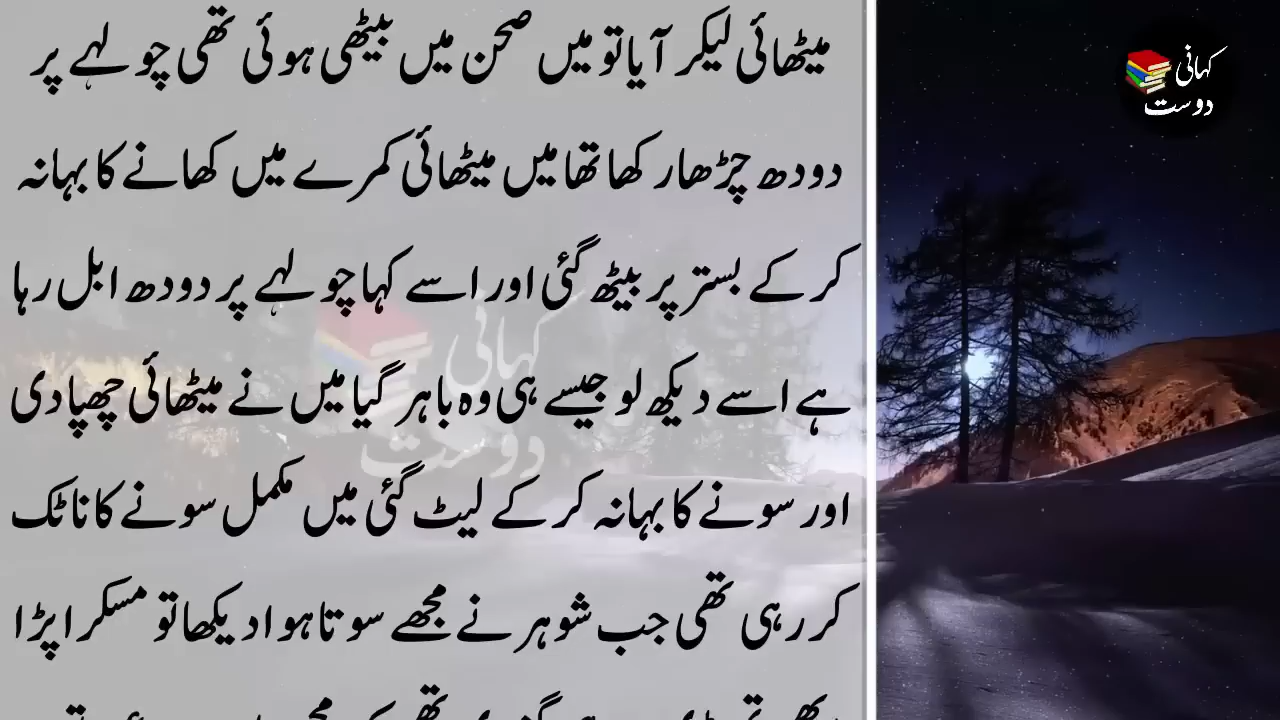 میٹھائی لیکر آیا تو میں صحن میں بیٹھی ہوئی تھی چولہے پر
دودھ چڑھا رکھا تھا میں میٹھائی کمرے میں کھانے کا بہانہ
کر کے بستر پر بیٹھ گئی اور اسے کہا چولہے پر دودھ ابل رہا
ہے اسے دیکھ لو جیسے ہی وہ باہر گیا میں نے میٹھائی چھپا دی
اور سونے کا بہانہ کر کے لیٹ گئی میں مکمل سونے کا ناٹک
کر رہی تھی جب شوہر نے مجھے سوتا ہوا دیکھا تو مسکرا پڑا
کہانی
دوست
کہانی
دوست